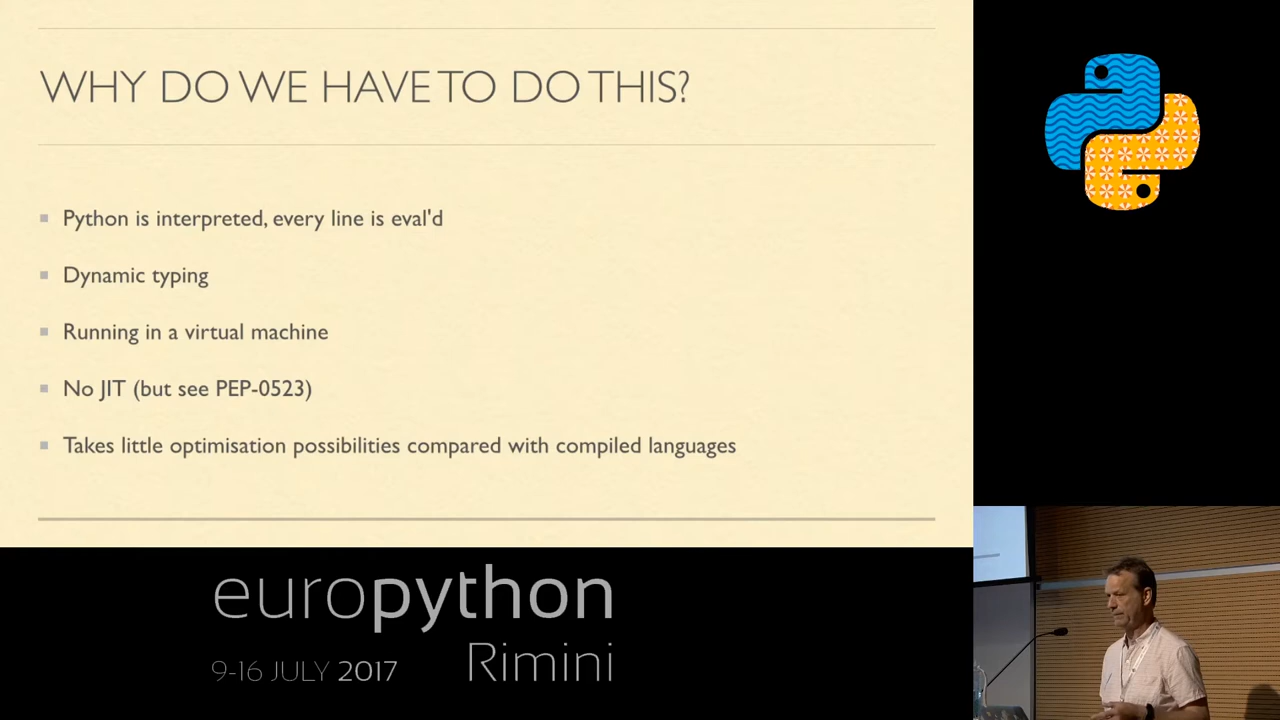 WHY DO WE HAVE TO DO THIS?
Python is interpreted, every line is eval'd
Dynamic typing
Running in a virtual machine
No JIT (but see PEP-0523)
Takes little optimisation possibilities compared with compiled languages
europython
9-16 JULY 2017
Rimini